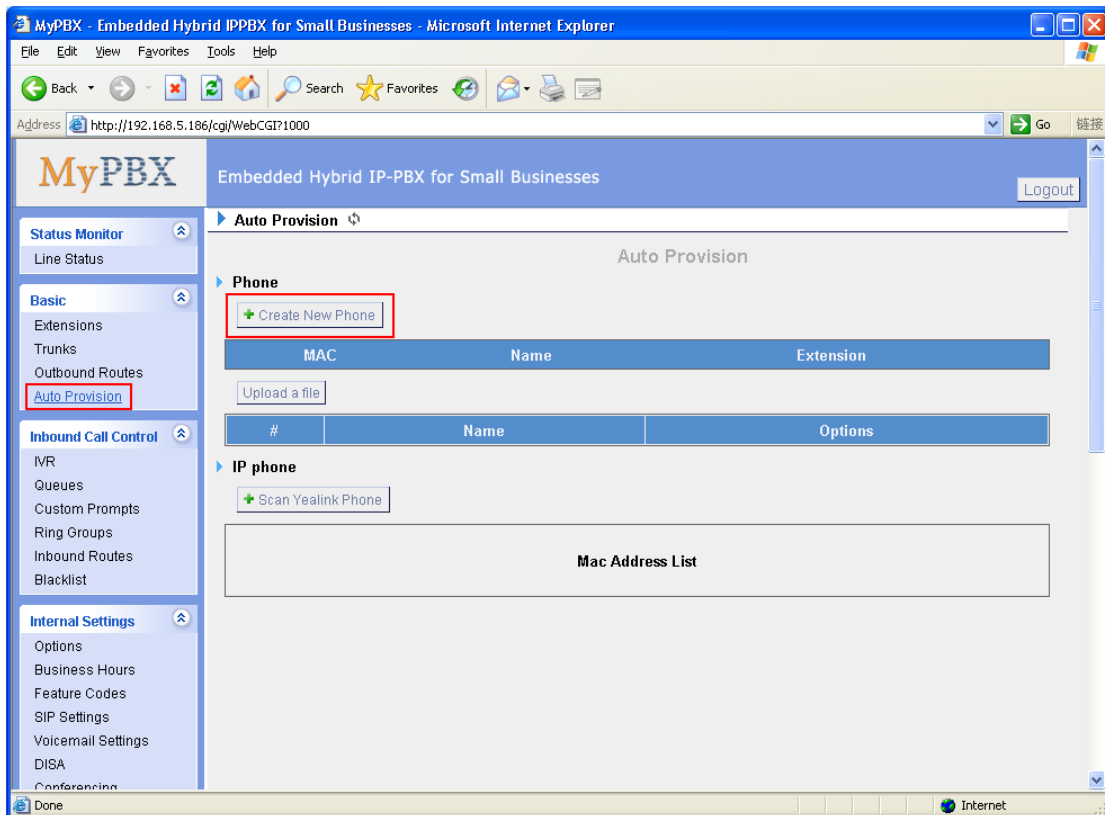 MyPBX - Embedded Hybrid IPPBX for Small Businesses - Microsoft Internet Explorer
File Edit View Favorites Tools Help
Back Search Favorites
Address http://192.168.5.186/cgi/WebCGI?1000 Go 链接
MyPBX
Embedded Hybrid IP-PBX for Small Businesses
Logout
Status Monitor
Line Status
Basic
Extensions
Trunks
Outbound Routes
Auto Provision
Inbound Call Control
IVR
Queues
Custom Prompts
Ring Groups
Inbound Routes
Blacklist
Internal Settings
Options
Business Hours
Feature Codes
SIP Settings
Voicemail Settings
DISA
Conferencing
Auto Provision
Auto Provision
Phone
Create New Phone
MAC Name Extension
Upload a file
# Name Options
IP phone
Scan Yealink Phone
Mac Address List
Done Internet